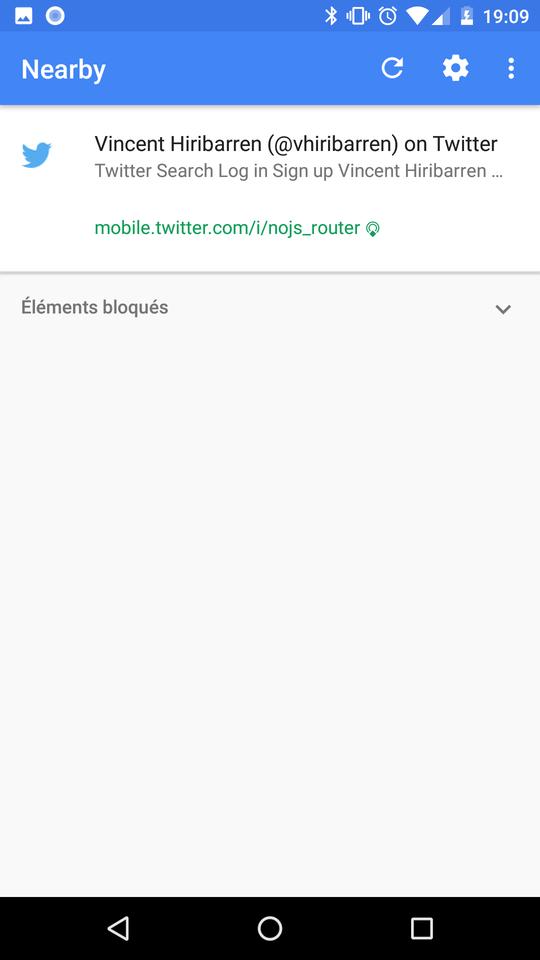 19:09
Nearby
Vincent Hiribarren (@vhiribarren) on Twitter
Twitter Search Log in Sign up Vincent Hiribarren ...
mobile.twitter.com/i/nojs_router
Éléments bloqués